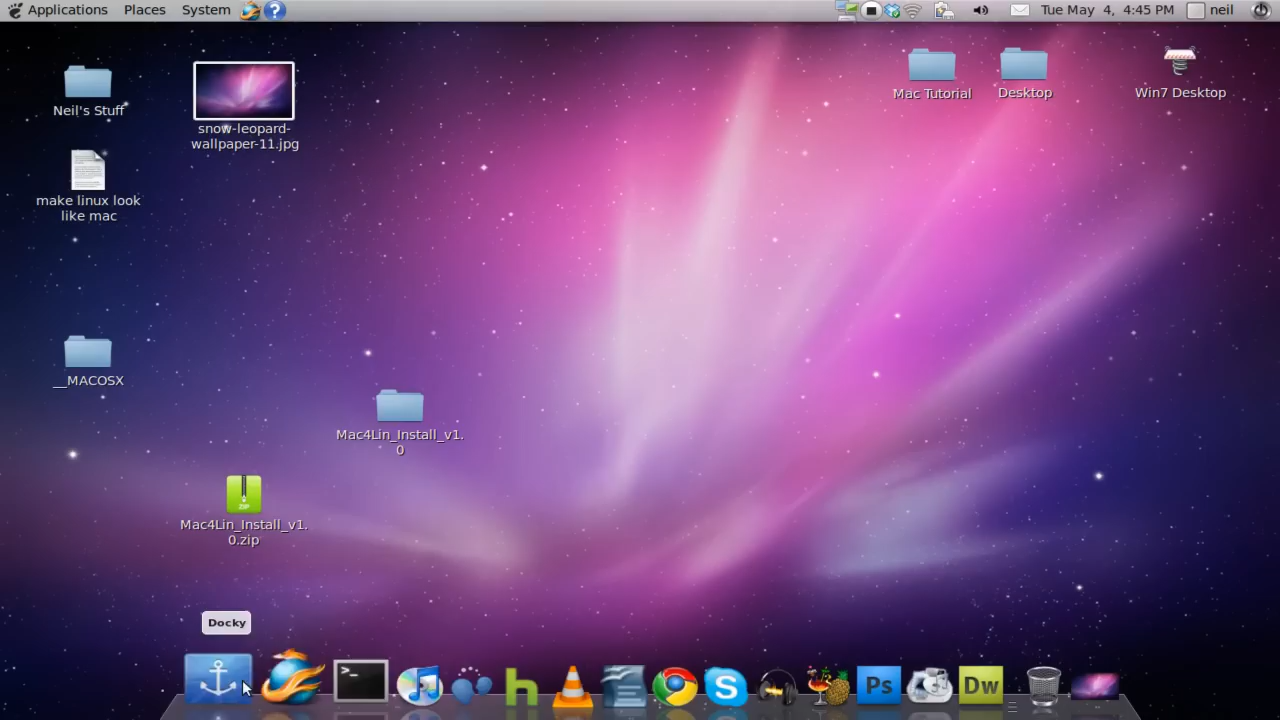 Applications Places System
Tue May 4, 4:45 PM neil
Neil's Stuff
snow-leopard-
wallpaper-11.jpg
Mac Tutorial
Desktop
Win7 Desktop
make linux look
like mac
__MACOSX
Mac4Lin_Install_v1.
0
ZIP
Mac4Lin_Install_v1.
0.zip
Docky
>_
h
S
Ps
Dw